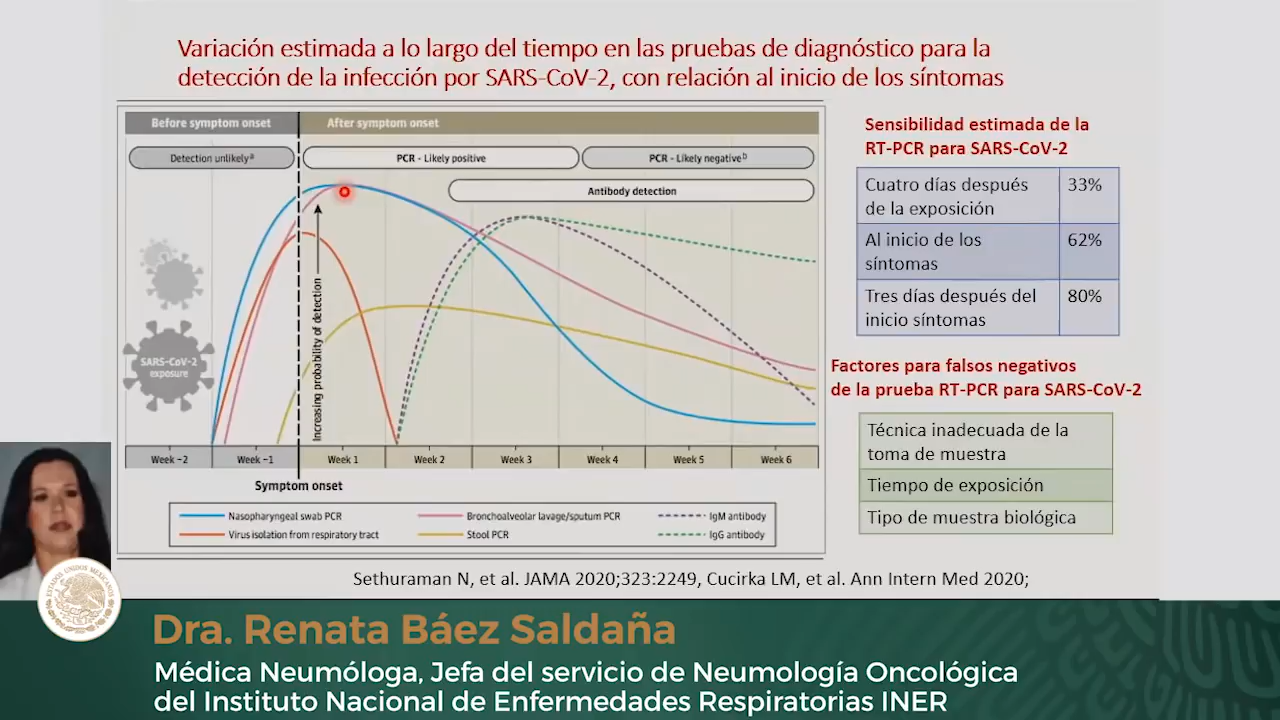 Variación estimada a lo largo del tiempo en las pruebas de diagnóstico para la
detección de la infección por SARS-CoV-2, con relación al inicio de los síntomas
Before symptom onset
After symptom onset
Detection unlikelyᵃ
PCR - Likely positive
PCR - Likely negativeᵇ
Antibody detection
SARS-CoV-2
exposure
Increasing probability of detection
Week -2
Week -1
Week 1
Week 2
Week 3
Week 4
Week 5
Week 6
Symptom onset
Nasopharyngeal swab PCR
Bronchoalveolar lavage/sputum PCR
IgM antibody
Virus isolation from respiratory tract
Stool PCR
IgG antibody
Sensibilidad estimada de la
RT-PCR para SARS-CoV-2
Cuatro días después 33%
de la exposición
Al inicio de los 62%
síntomas
Tres días después del 80%
inicio síntomas
Factores para falsos negativos
de la prueba RT-PCR para SARS-CoV-2
Técnica inadecuada de la
toma de muestra
Tiempo de exposición
Tipo de muestra biológica
Sethuraman N, et al. JAMA 2020;323:2249, Cucirka LM, et al. Ann Intern Med 2020;
ESTADOS UNIDOS MEXICANOS
Dra. Renata Báez Saldaña
Médica Neumóloga, Jefa del servicio de Neumología Oncológica
del Instituto Nacional de Enfermedades Respiratorias INER